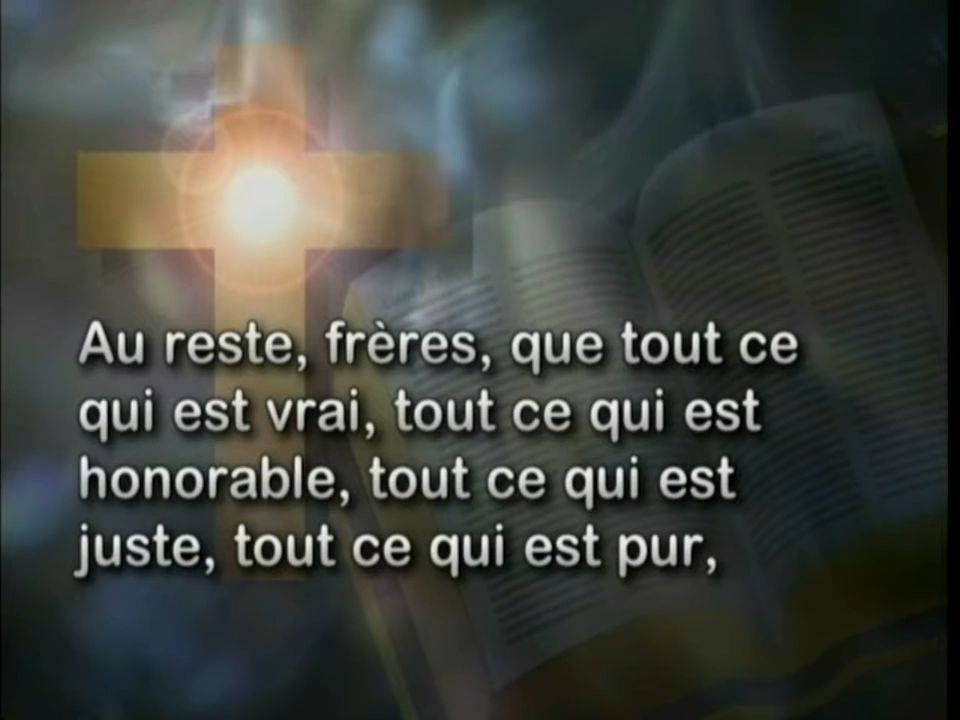 Au reste, frères, que tout ce
qui est vrai, tout ce qui est
honorable, tout ce qui est
juste, tout ce qui est pur,